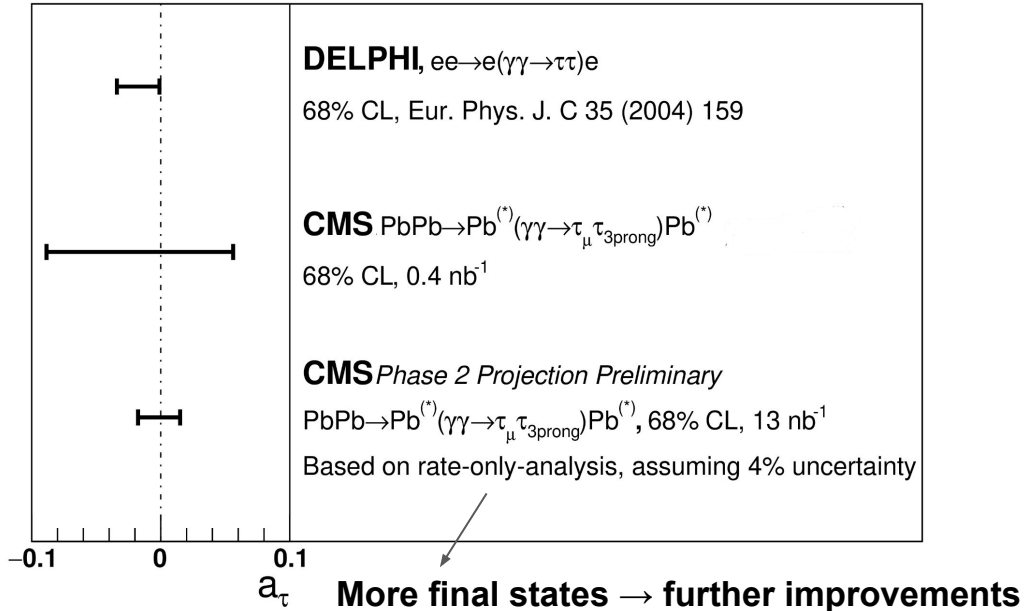 DELPHI, ee→e(γγ→ττ)e
68% CL, Eur. Phys. J. C 35 (2004) 159
CMS PbPb→Pb(*)(γγ→τμτ3prong)Pb(*)
68% CL, 0.4 nb-1
CMS Phase 2 Projection Preliminary
PbPb→Pb(*)(γγ→τμτ3prong)Pb(*), 68% CL, 13 nb-1
Based on rate-only-analysis, assuming 4% uncertainty
−0.1 0 0.1
aτ
More final states → further improvements